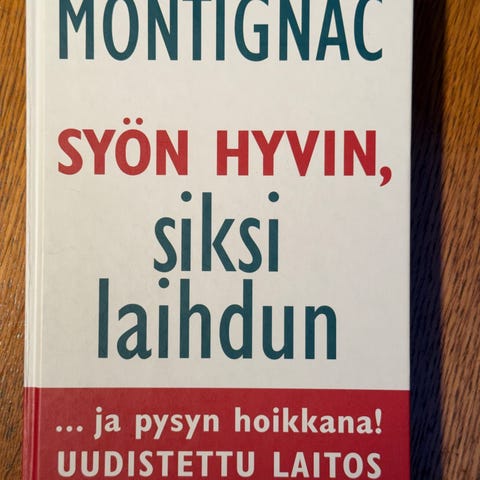 MONTIGNAC
SYÖN HYVIN,
siksi
laihdun
... ja pysyn hoikkana!
UUDISTETTU LAITOS